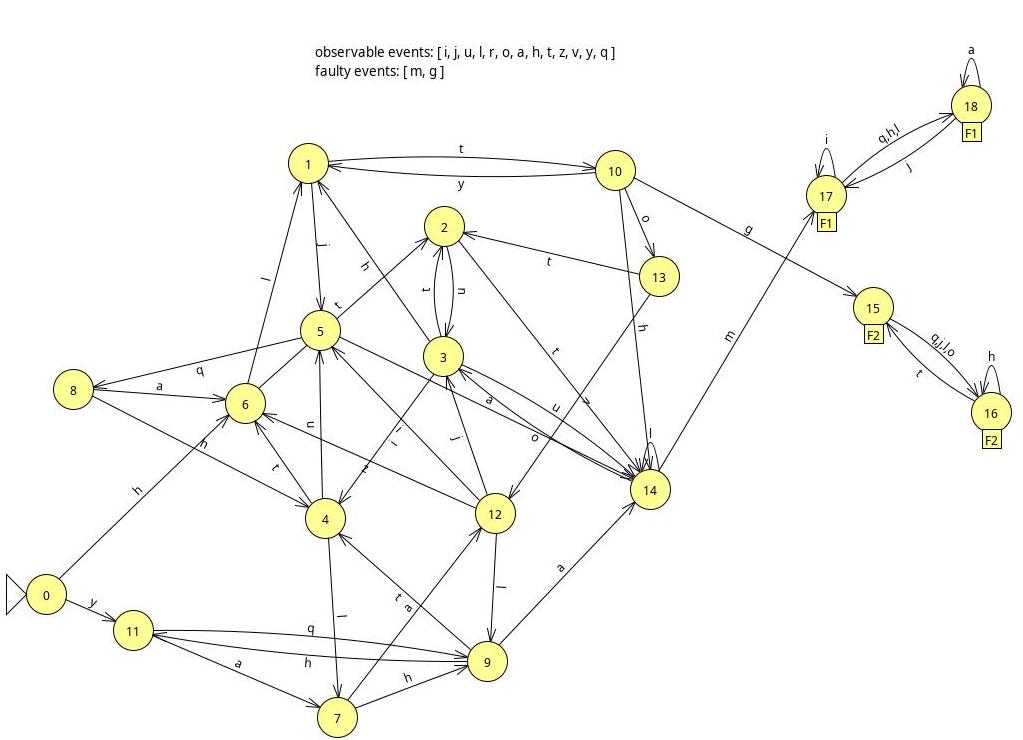 observable events: [ i, j, u, l, r, o, a, h, t, z, v, y, q ]
faulty events: [ m, g ]
a
18
F1
q,h,l
j
i
17
F1
t
y
1
10
g
o
2
13
t
h
j
l
t
t
u
15
F2
q,j,l,o
t
h
16
F2
h
m
5
3
t
q
8
a
6
a
u
o
l
14
u
i
j
h
t
4
12
h
0
y
11
l
t
a
l
a
q
h
9
a
h
7